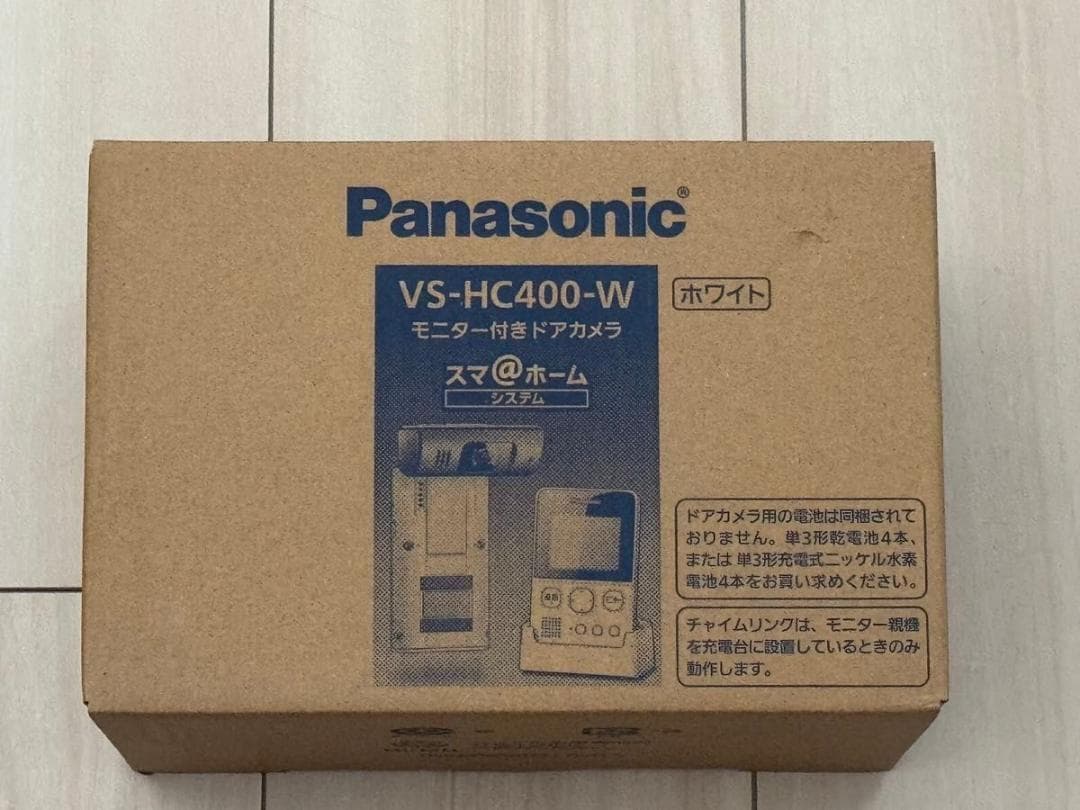 Panasonic®
VS-HC400-W
ホワイト
モニター付きドアカメラ
スマ@ホーム
システム
ドアカメラ用の電池は同梱されて
おりません。単3形乾電池4本、
または 単3形充電式ニッケル水素
電池4本をお買い求めください。
チャイムリンクは、モニター親機
を充電台に設置しているときのみ
動作します。